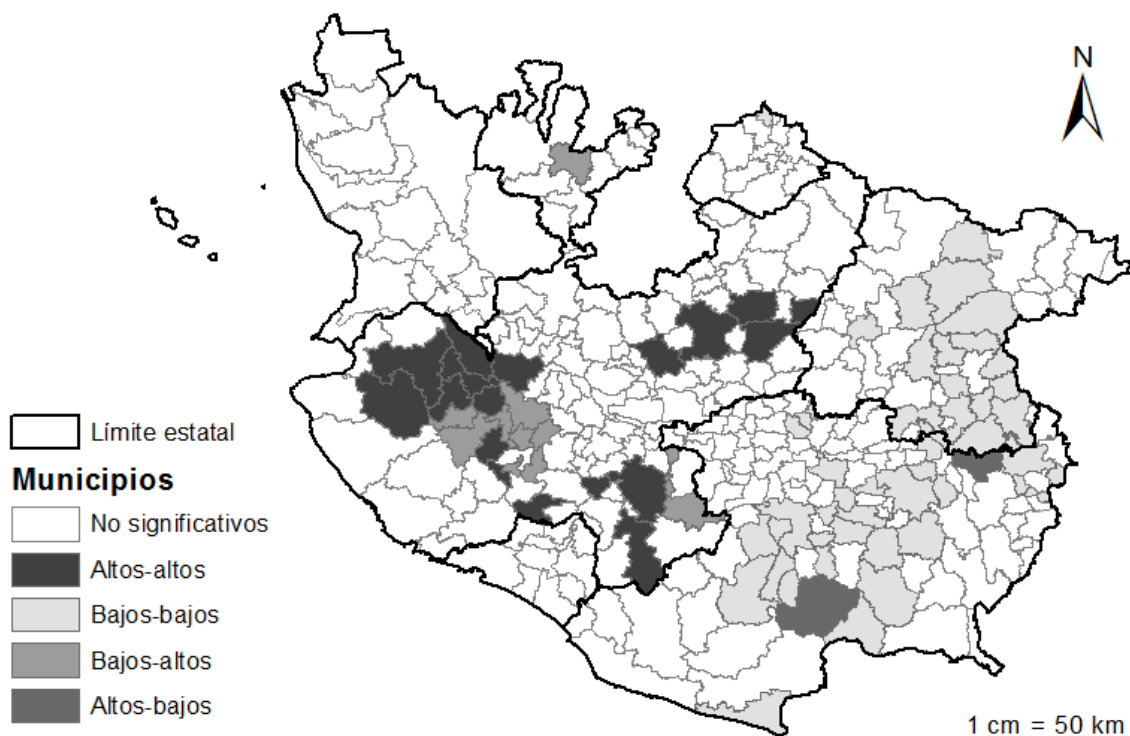 N
Límite estatal
Municipios
No significativos
Altos-altos
Bajos-bajos
Bajos-altos
Altos-bajos
1 cm = 50 km